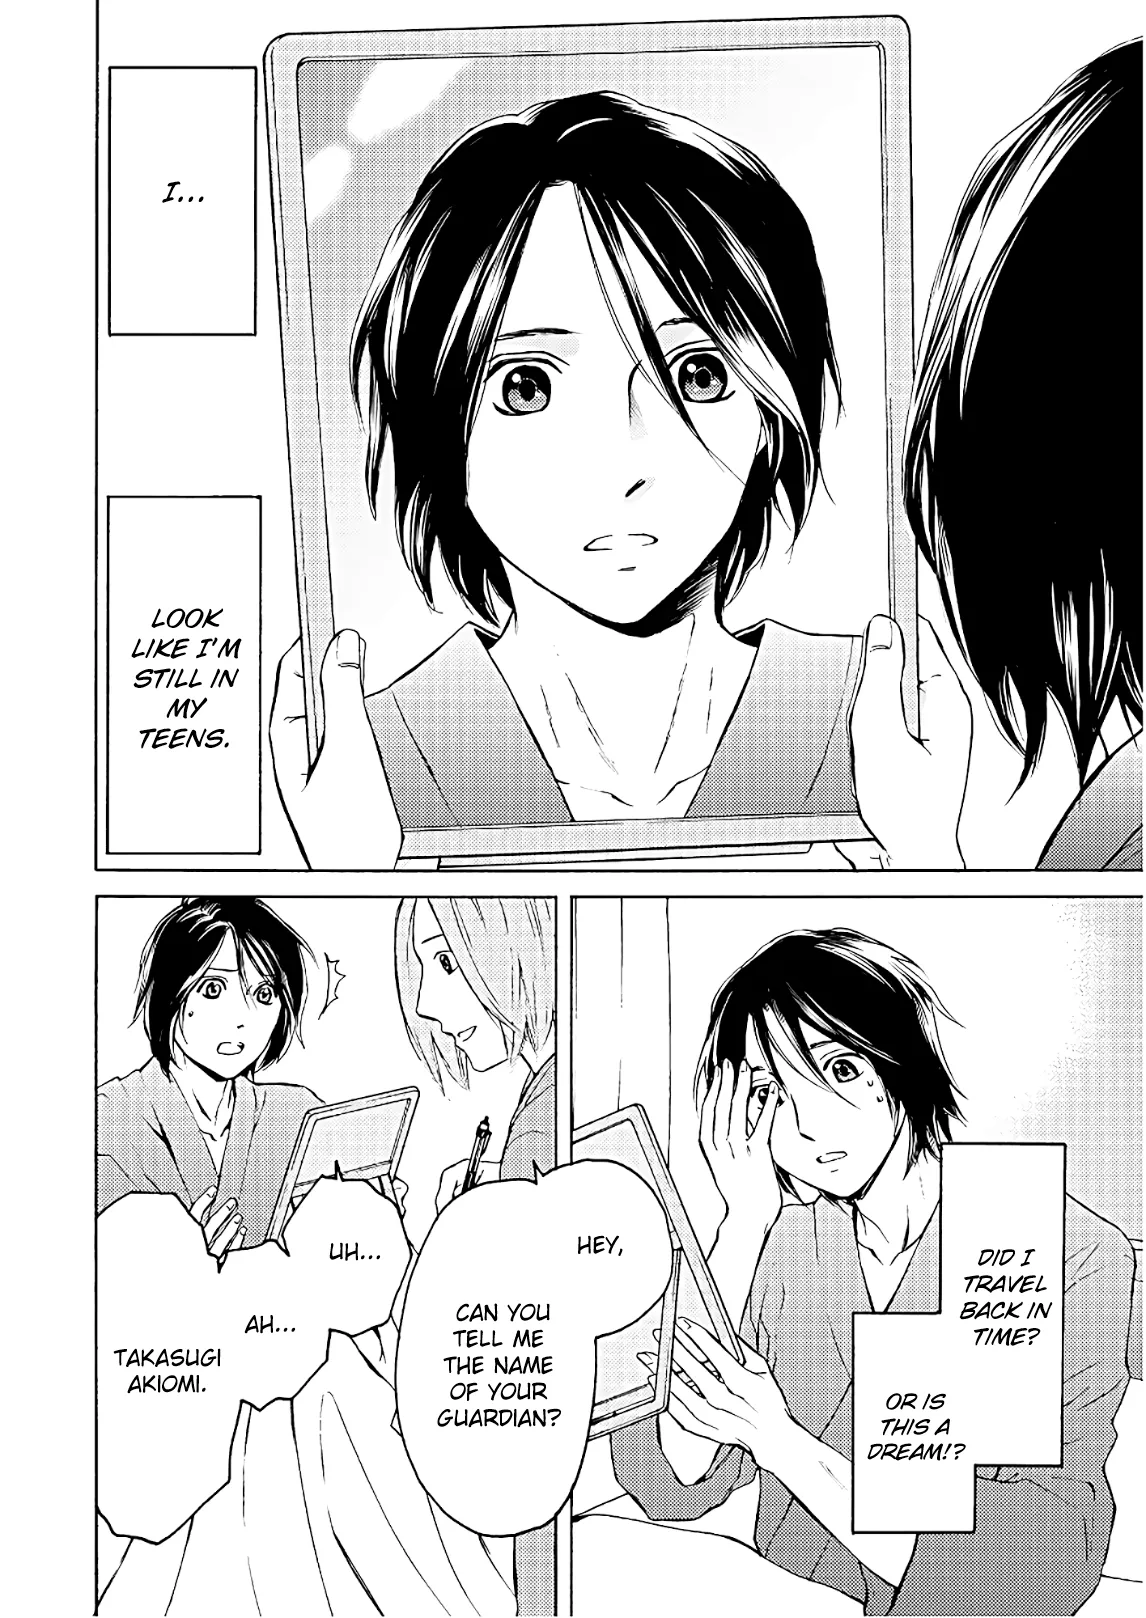 I...
LOOK
LIKE I'M
STILL IN
MY
TEENS.
DID I
TRAVEL
BACK IN
TIME?
OR IS
THIS A
DREAM!?
HEY,
CAN YOU
TELL ME
THE NAME
OF YOUR
GUARDIAN?
UH...
AH...
TAKASUGI
AKIOMI.